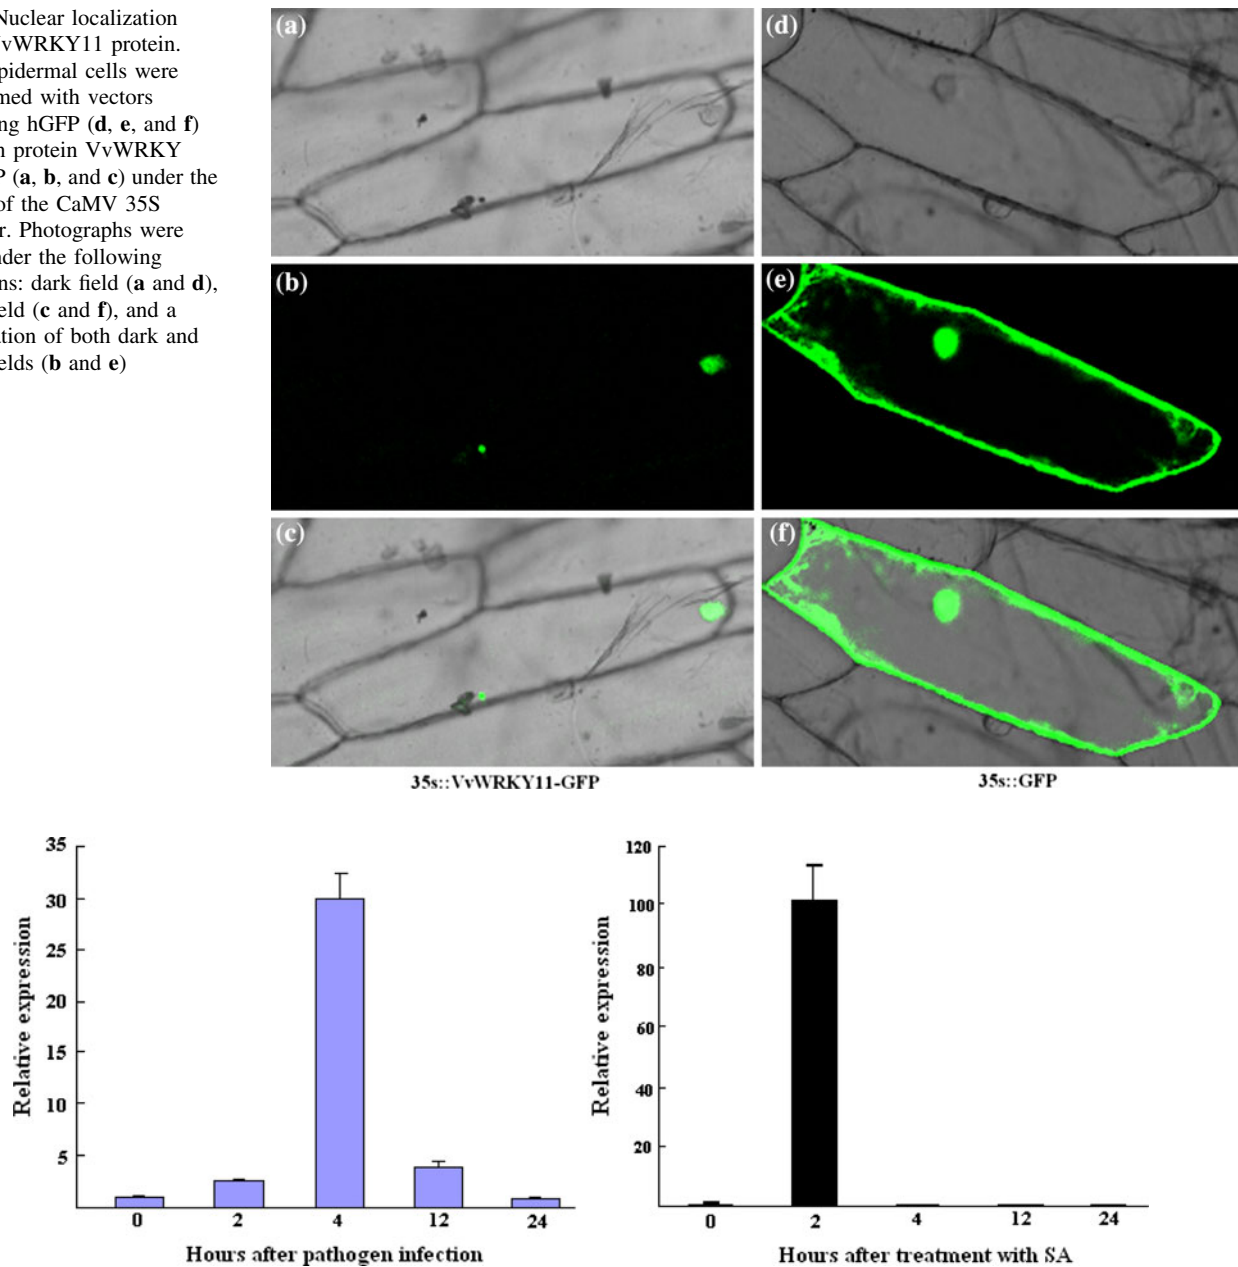 Nuclear localization
vWRKY11 protein.
pidermal cells were
med with vectors
ng hGFP (d, e, and f)
n protein VvWRKY
P (a, b, and c) under the
of the CaMV 35S
r. Photographs were
nder the following
ns: dark field (a and d),
eld (c and f), and a
ation of both dark and
elds (b and e)
(a)
(d)
(b)
(e)
(c)
(f)
35s::VvWRKY11-GFP
35s::GFP
Relative expression
35
30
25
20
15
10
5
0 2 4 12 24
Hours after pathogen infection
Relative expression
120
100
80
60
40
20
0 2 4 12 24
Hours after treatment with SA